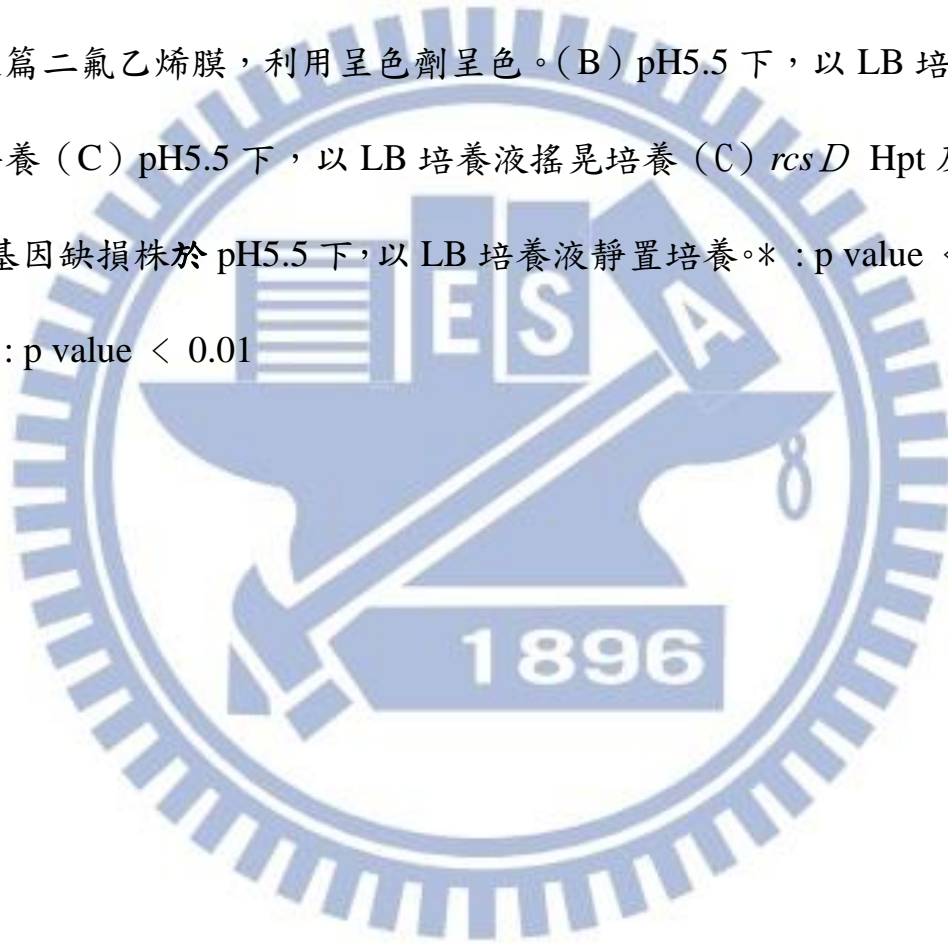 篇二氟乙烯膜，利用呈色劑呈色。（B）pH5.5 下，以 LB 培
養（C）pH5.5 下，以 LB 培養液搖晃培養（C）rcsD Hpt
基因缺損株於 pH5.5 下，以 LB 培養液靜置培養。* : p value <
: p value < 0.01
ES
A
1896